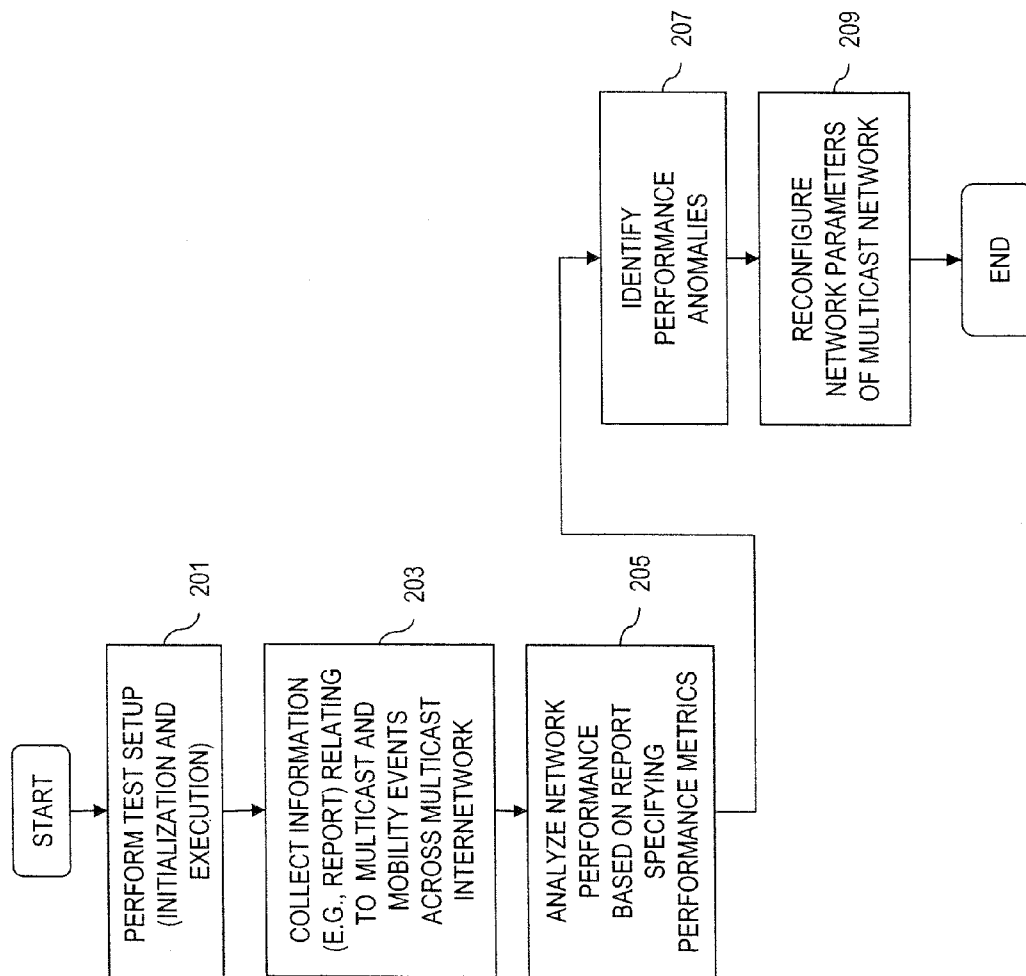 START
PERFORM TEST SETUP
(INITIALIZATION AND
EXECUTION)
201
COLLECT INFORMATION
(E.G., REPORT) RELATING
TO MULTICAST AND
MOBILITY EVENTS
ACROSS MULTICAST
INTERNETWORK
203
ANALYZE NETWORK
PERFORMANCE
BASED ON REPORT
SPECIFYING
PERFORMANCE METRICS
205
IDENTIFY
PERFORMANCE
ANOMALIES
207
RECONFIGURE
NETWORK PARAMETERS
OF MULTICAST NETWORK
209
END